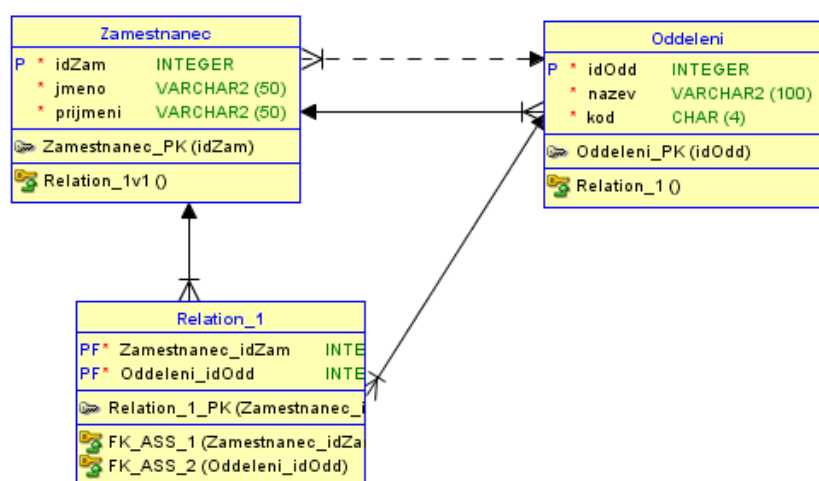 Zamestnanec
P * idZam INTEGER
* jmeno VARCHAR2 (50)
* prijmeni VARCHAR2 (50)
Zamestnanec_PK (idZam)
Relation_1v1 ()
Oddeleni
P * idOdd INTEGER
* nazev VARCHAR2 (100)
* kod CHAR (4)
Oddeleni_PK (idOdd)
Relation_1 ()
Relation_1
PF* Zamestnanec_idZam INTE
PF* Oddeleni_idOdd INTE
Relation_1_PK (Zamestnanec_i
FK_ASS_1 (Zamestnanec_idZa
FK_ASS_2 (Oddeleni_idOdd)